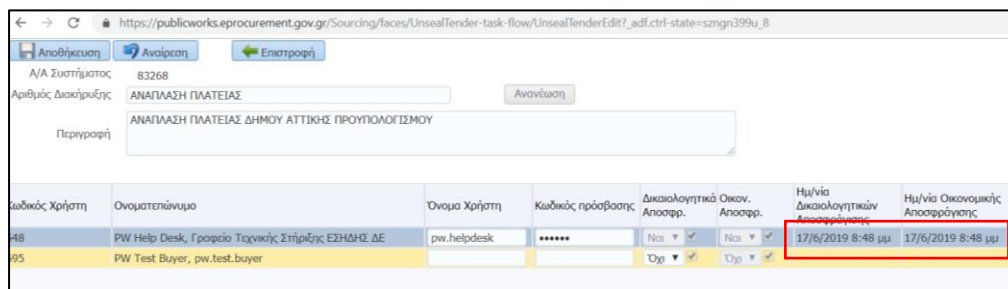 https://publicworks.eprocurement.gov.gr/Sourcing/faces/UnsealTender-task-flow/UnsealTenderEdit?_adf.ctrl-state=szngn399u_8
Αποθήκευση Αναίρεση Επιστροφή
Α/Α Συστήματος 83268
Αριθμός Διακήρυξης ΑΝΑΠΛΑΣΗ ΠΛΑΤΕΙΑΣ Ανανέωση
Περιγραφή ΑΝΑΠΛΑΣΗ ΠΛΑΤΕΙΑΣ ΔΗΜΟΥ ΑΤΤΙΚΗΣ ΠΡΟΥΠΟΛΟΓΙΣΜΟΥ
Κωδικός Χρήστη Ονοματεπώνυμο Όνομα Χρήστη Κωδικός πρόσβασης Δικαιολογητικά Αποσφρ. Οικον. Αποσφρ. Ημ/νία Δικαιολογητικών Αποσφράγισης Ημ/νία Οικονομικής Αποσφράγισης
48 PW Help Desk, Γραφείο Τεχνικής Στήριξης ΕΣΗΔΗΣ ΔΕ pw.helpdesk •••••• Ναι Ναι 17/6/2019 8:48 μμ 17/6/2019 8:48 μμ
95 PW Test Buyer, pw.test.buyer Όχι Όχι